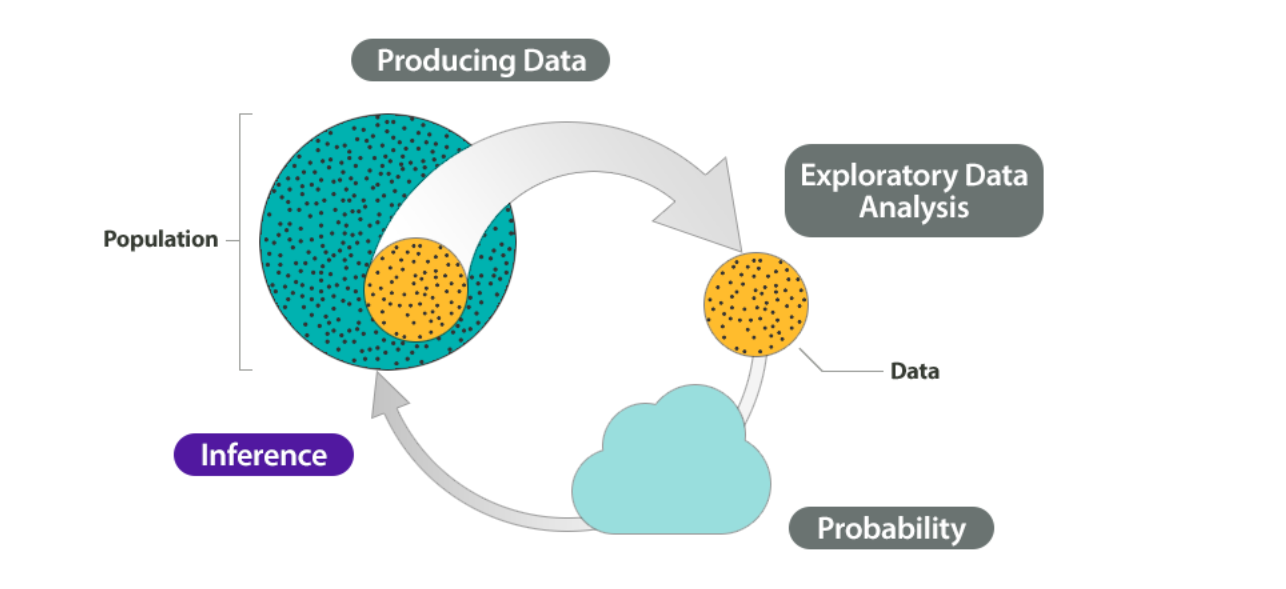 Producing Data
Exploratory Data
Analysis
Population
Data
Inference
Probability